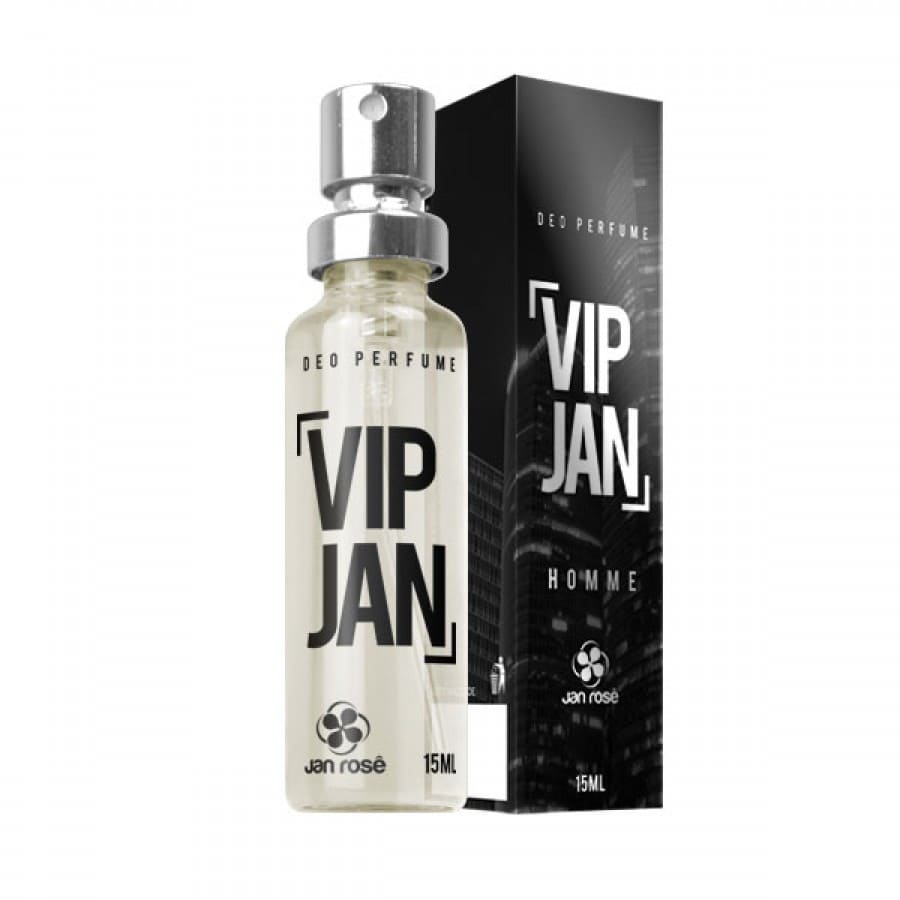 DEO PERFUME
VIP
JAN
jan rosê
15ML
DEO PERFUME
VIP
JAN
HOMME
jan rosê
15ML